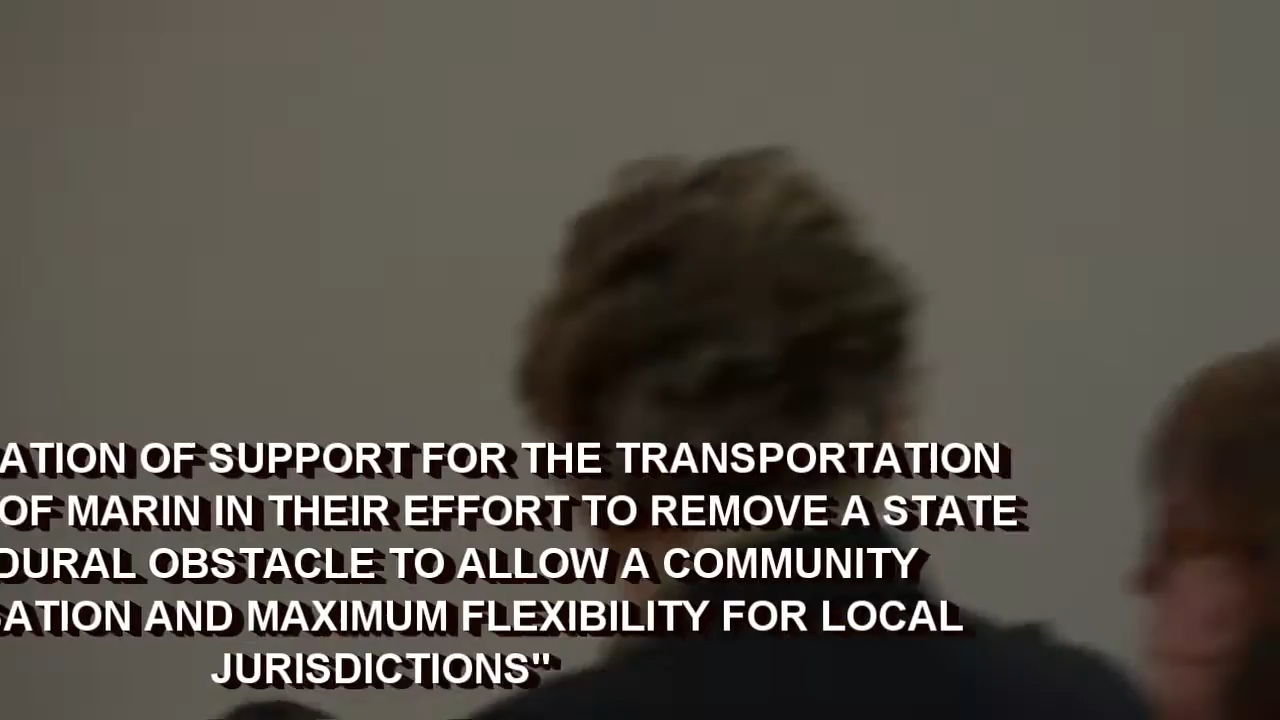 ATION OF SUPPORT FOR THE TRANSPORTATION
OF MARIN IN THEIR EFFORT TO REMOVE A STATE
DURAL OBSTACLE TO ALLOW A COMMUNITY
SATION AND MAXIMUM FLEXIBILITY FOR LOCAL
JURISDICTIONS"